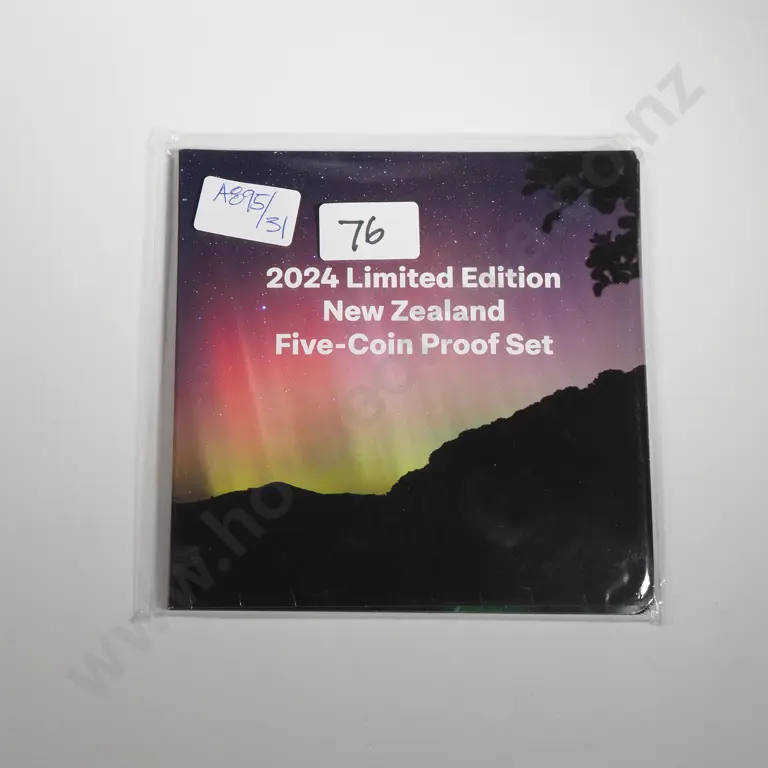 A895/
31
76
2024 Limited Edition
New Zealand
Five-Coin Proof Set